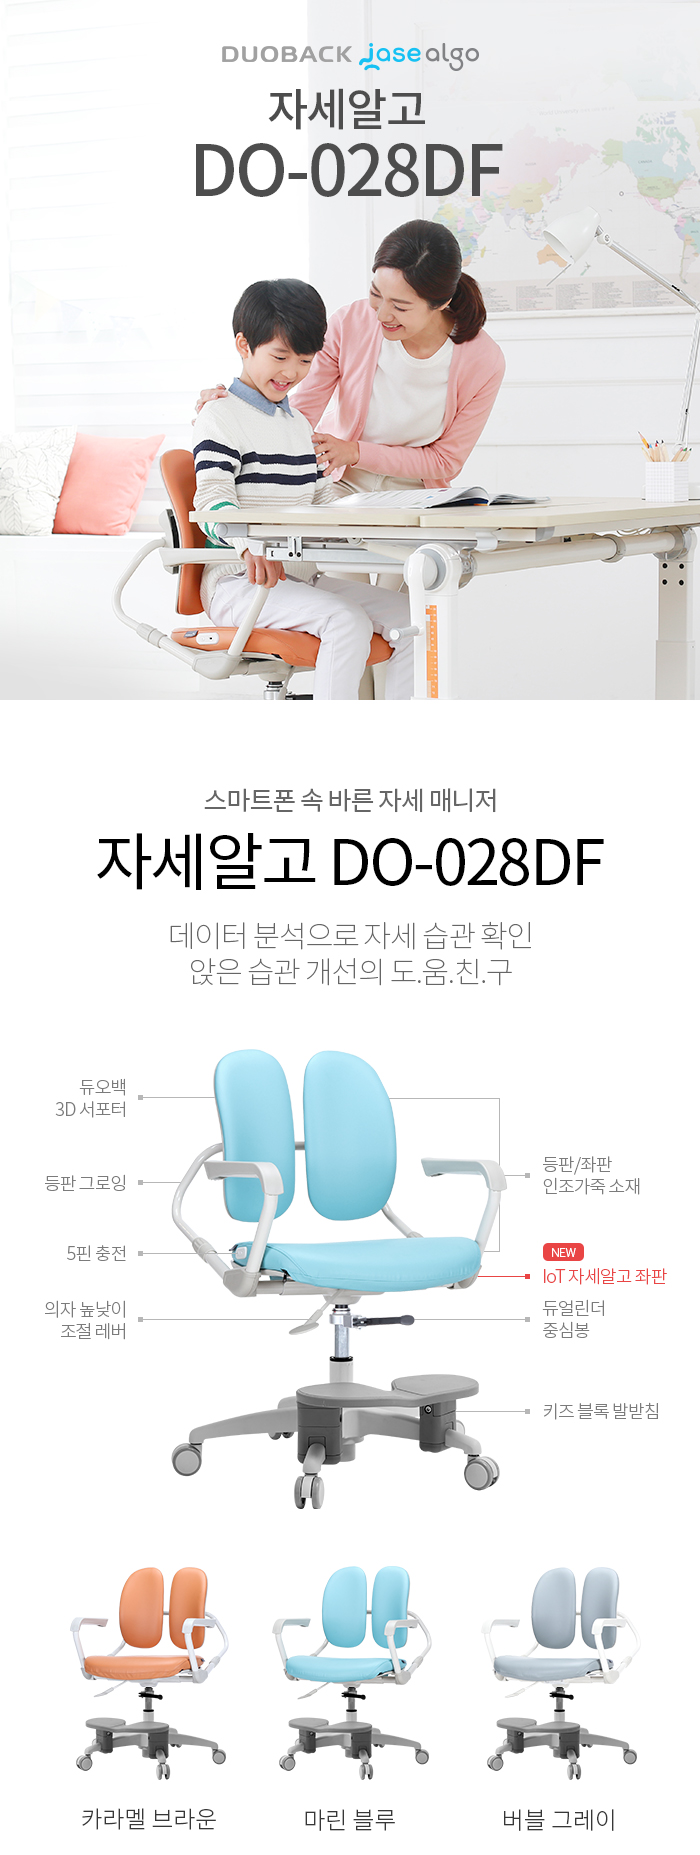 DUOBACK jase algo
자세알고
DO-028DF
스마트폰 속 바른 자세 매니저
자세알고 DO-028DF
데이터 분석으로 자세 습관 확인
앉은 습관 개선의 도.움.친.구
듀오백
3D 서포터
등판 그로잉
5핀 충전
의자 높낮이
조절 레버
등판/좌판
인조가죽 소재
NEW
IoT 자세알고 좌판
듀얼린더
중심봉
키즈 블록 발받침
카라멜 브라운
마린 블루
버블 그레이